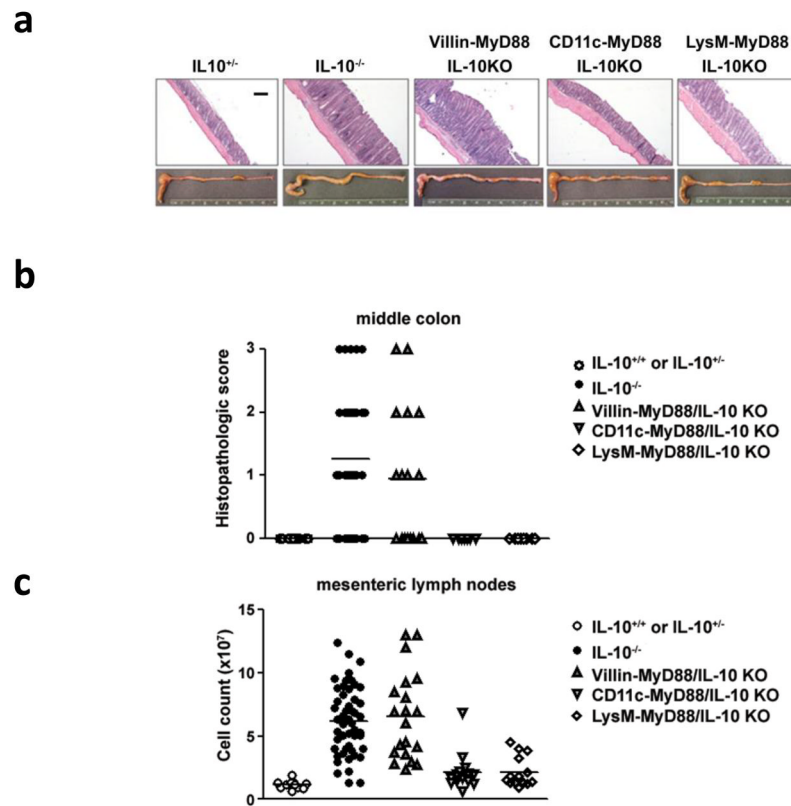 a
IL10+/-
IL-10-/-
Villin-MyD88
IL-10KO
CD11c-MyD88
IL-10KO
LysM-MyD88
IL-10KO
b
middle colon
Histopathologic score
3
2
1
0
IL-10+/+ or IL-10+/-
IL-10-/-
Villin-MyD88/IL-10 KO
CD11c-MyD88/IL-10 KO
LysM-MyD88/IL-10 KO
c
mesenteric lymph nodes
Cell count (x10⁷)
15
10
5
0
IL-10+/+ or IL-10+/-
IL-10-/-
Villin-MyD88/IL-10 KO
CD11c-MyD88/IL-10 KO
LysM-MyD88/IL-10 KO